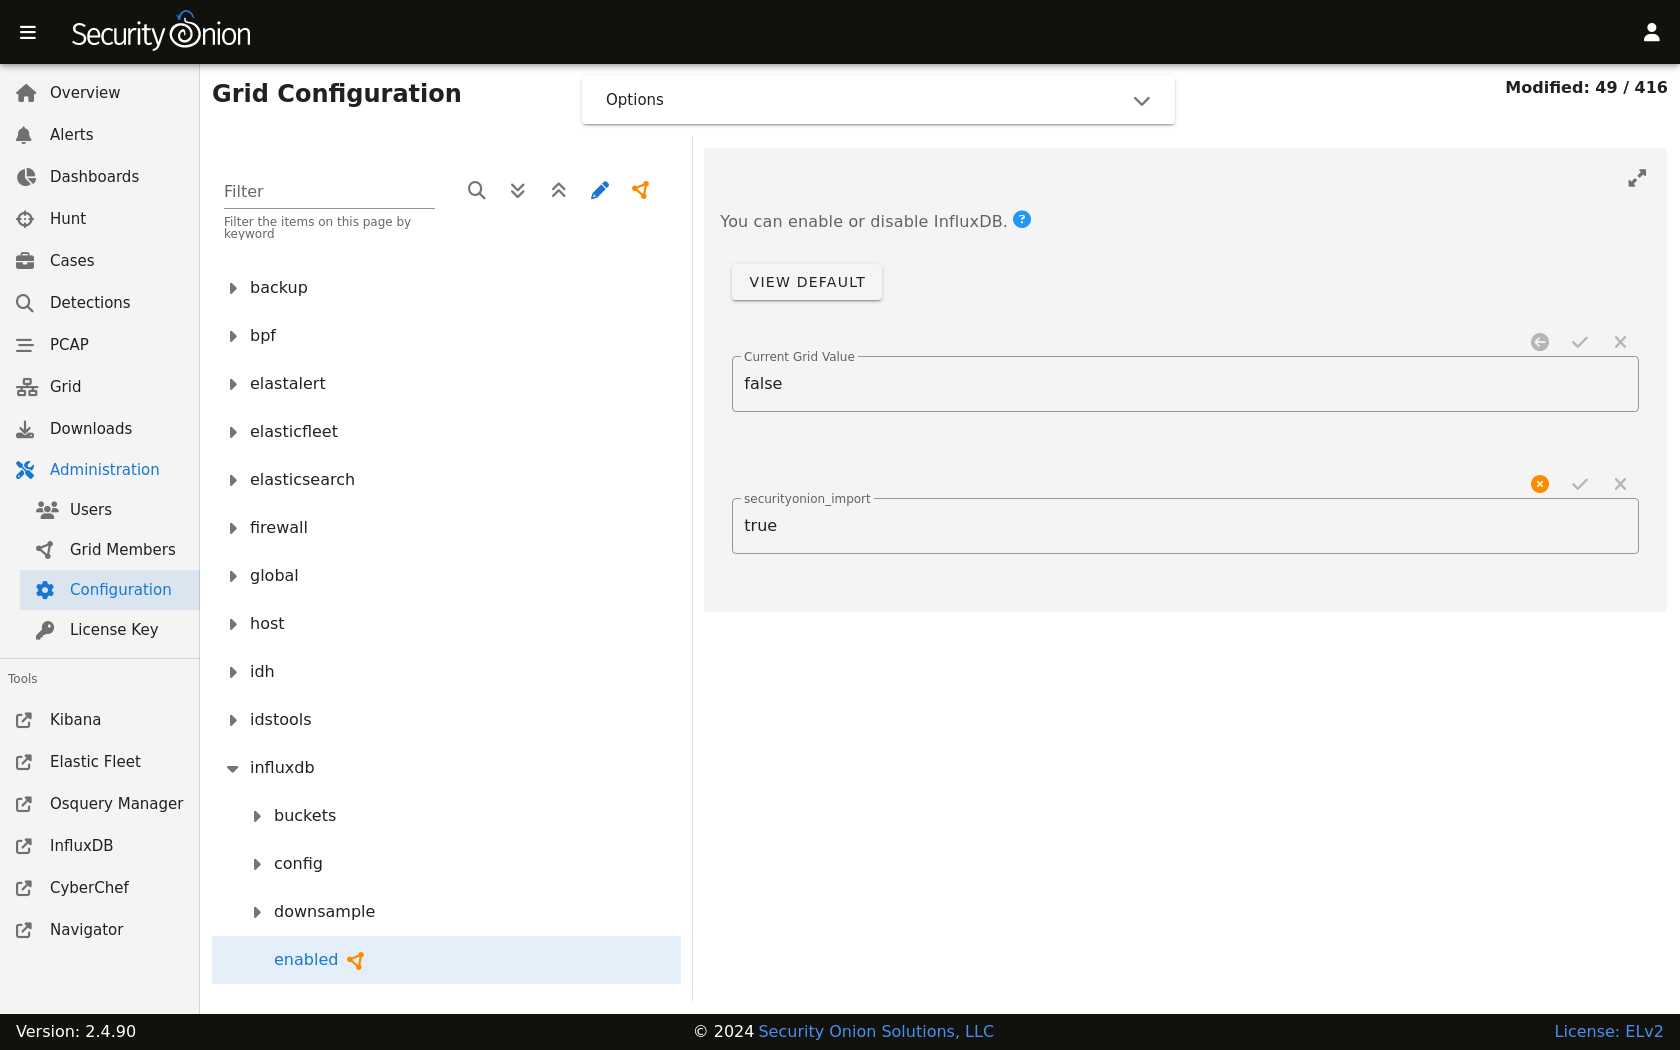 Security Onion
Overview
Alerts
Dashboards
Hunt
Cases
Detections
PCAP
Grid
Downloads
Administration
Users
Grid Members
Configuration
License Key
Tools
Kibana
Elastic Fleet
Osquery Manager
InfluxDB
CyberChef
Navigator
Grid Configuration
Options
Modified: 49 / 416
Filter
Filter the items on this page by
keyword
backup
bpf
elastalert
elasticfleet
elasticsearch
firewall
global
host
idh
idstools
influxdb
buckets
config
downsample
enabled
You can enable or disable InfluxDB. ?
VIEW DEFAULT
Current Grid Value
false
securityonion_import
true
Version: 2.4.90
© 2024 Security Onion Solutions, LLC
License: ELv2